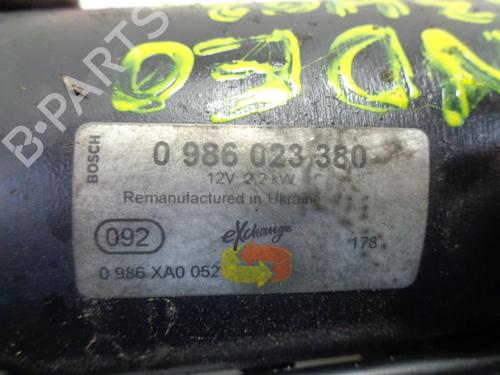 NDEO
BOSCH
0 986 023 380
12V 2,2 kW
Remanufactured in Ukraine
092
eXchange
178
0 986 XA0 052
B-PARTS